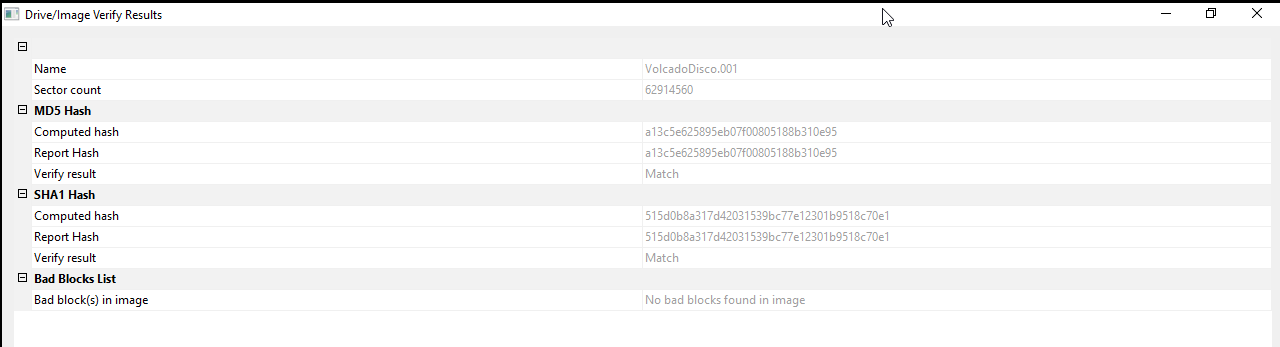 Drive/Image Verify Results
Name VolcadoDisco.001
Sector count 62914560
MD5 Hash
Computed hash a13c5e625895eb07f00805188b310e95
Report Hash a13c5e625895eb07f00805188b310e95
Verify result Match
SHA1 Hash
Computed hash 515d0b8a317d42031539bc77e12301b9518c70e1
Report Hash 515d0b8a317d42031539bc77e12301b9518c70e1
Verify result Match
Bad Blocks List
Bad block(s) in image No bad blocks found in image